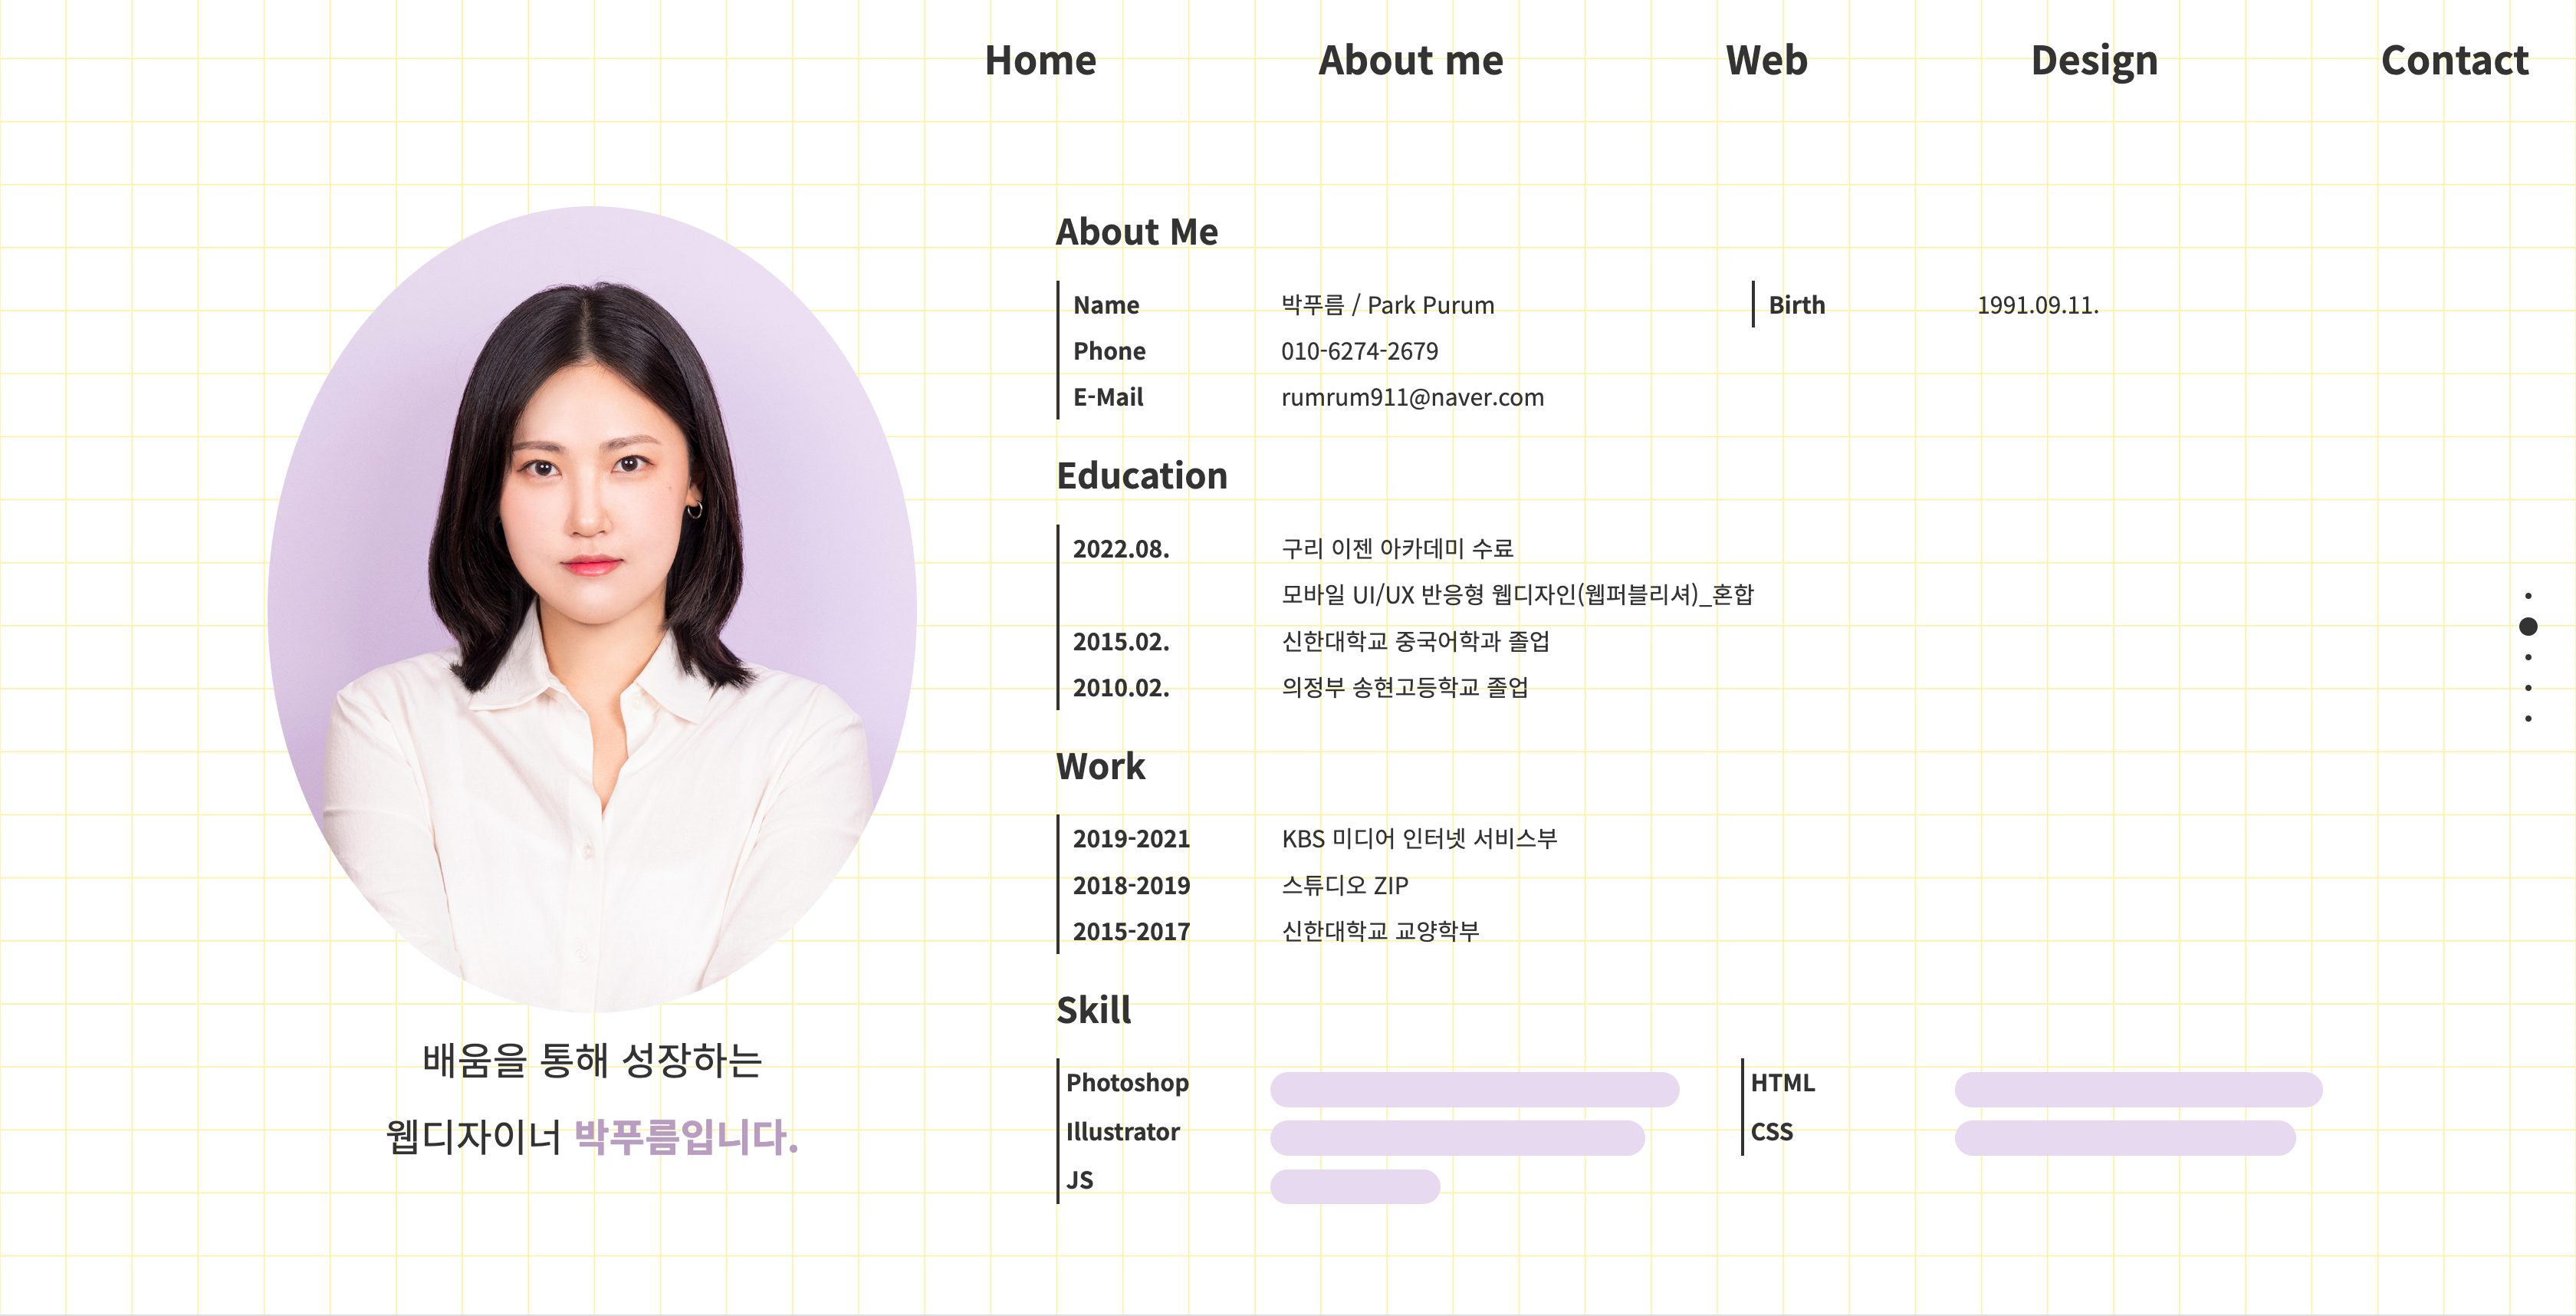 Home About me Web Design Contact
About Me
Name 박푸름 / Park Purum Birth 1991.09.11.
Phone 010-6274-2679
E-Mail rumrum911@naver.com
Education
2022.08. 구리 이젠 아카데미 수료
모바일 UI/UX 반응형 웹디자인(웹퍼블리셔)_혼합
2015.02. 신한대학교 중국어학과 졸업
2010.02. 의정부 송현고등학교 졸업
Work
2019-2021 KBS 미디어 인터넷 서비스부
2018-2019 스튜디오 ZIP
2015-2017 신한대학교 교양학부
Skill
Photoshop HTML
Illustrator CSS
JS
배움을 통해 성장하는
웹디자이너 박푸름입니다.